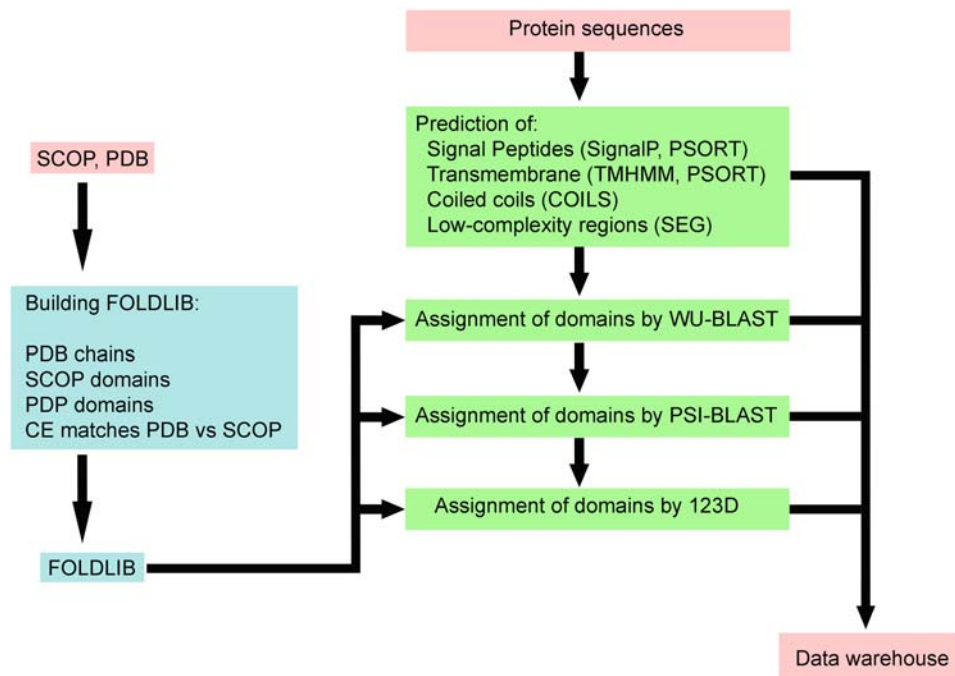 Protein sequences
Prediction of:
Signal Peptides (SignalP, PSORT)
Transmembrane (TMHMM, PSORT)
Coiled coils (COILS)
Low-complexity regions (SEG)
SCOP, PDB
Building FOLDLIB:
PDB chains
SCOP domains
PDP domains
CE matches PDB vs SCOP
FOLDLIB
Assignment of domains by WU-BLAST
Assignment of domains by PSI-BLAST
Assignment of domains by 123D
Data warehouse